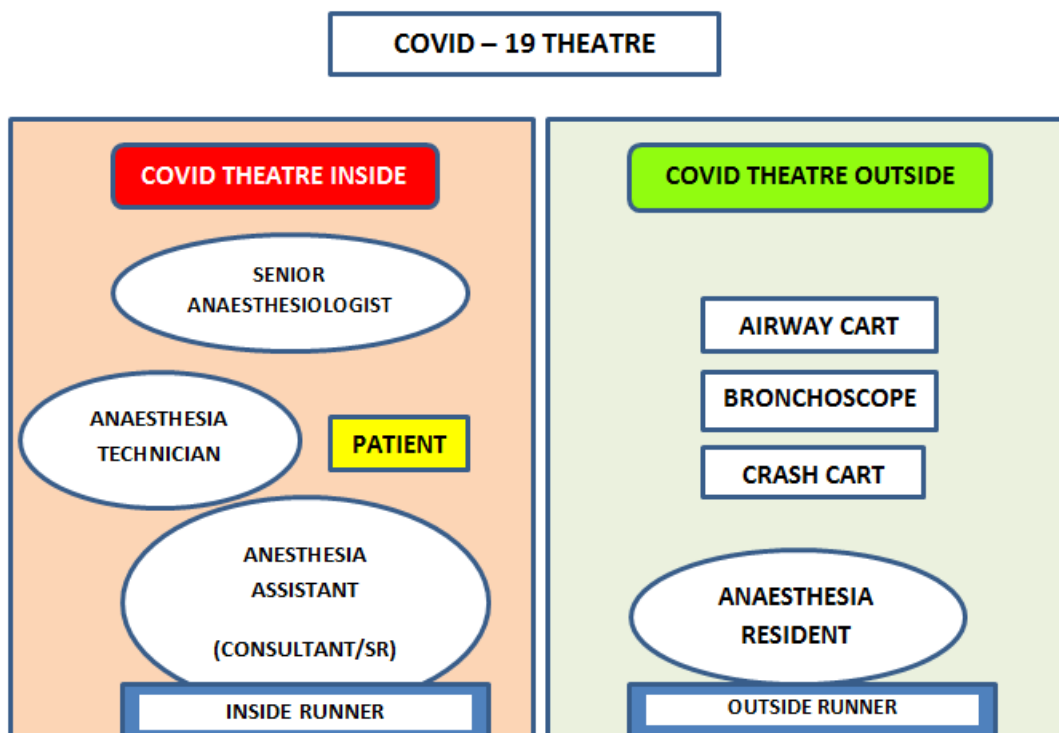 COVID – 19 THEATRE
COVID THEATRE INSIDE
SENIOR
ANAESTHESIOLOGIST
ANAESTHESIA
TECHNICIAN
PATIENT
ANESTHESIA
ASSISTANT
(CONSULTANT/SR)
INSIDE RUNNER
COVID THEATRE OUTSIDE
AIRWAY CART
BRONCHOSCOPE
CRASH CART
ANAESTHESIA
RESIDENT
OUTSIDE RUNNER